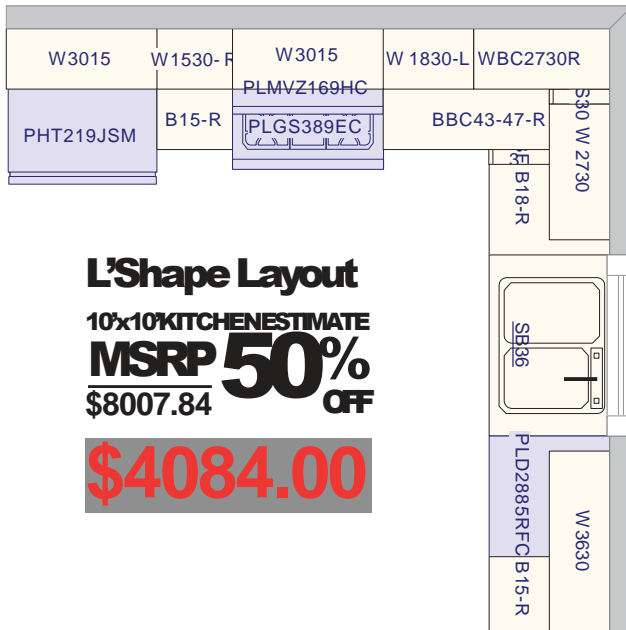 W3015
W1530-R
W3015
W 1830-L
WBC2730R
PLMVZ169HC
PHT219JSM
B15-R
PLGS389EC
BBC43-47-R
S30 W 2730
B18-R
L'Shape Layout
10'x10'KITCHENESTIMATE
MSRP 50%
$8007.84 OFF
$4084.00
SB36
PLD2885RFC
W3630
B15-R